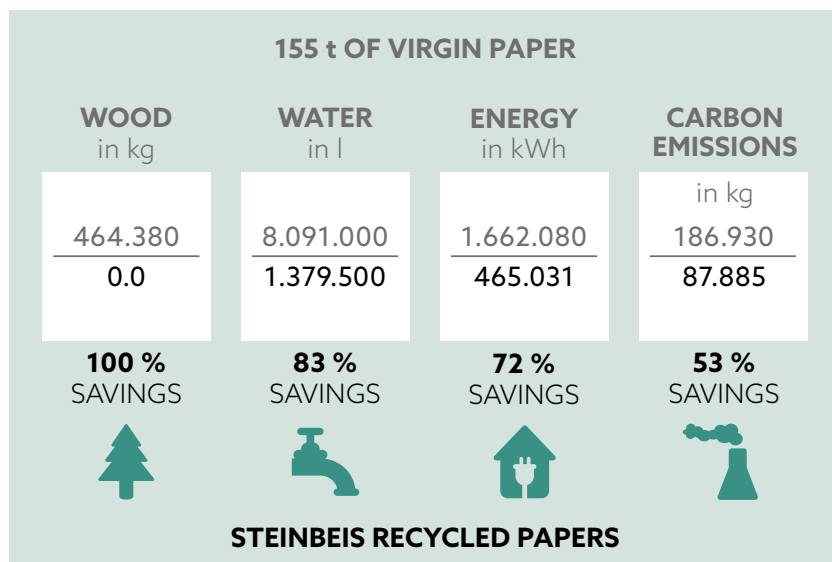 155 t OF VIRGIN PAPER
WOOD
in kg
464.380
0.0
100 %
SAVINGS
WATER
in l
8.091.000
1.379.500
83 %
SAVINGS
ENERGY
in kWh
1.662.080
465.031
72 %
SAVINGS
CARBON
EMISSIONS
in kg
186.930
87.885
53 %
SAVINGS
STEINBEIS RECYCLED PAPERS